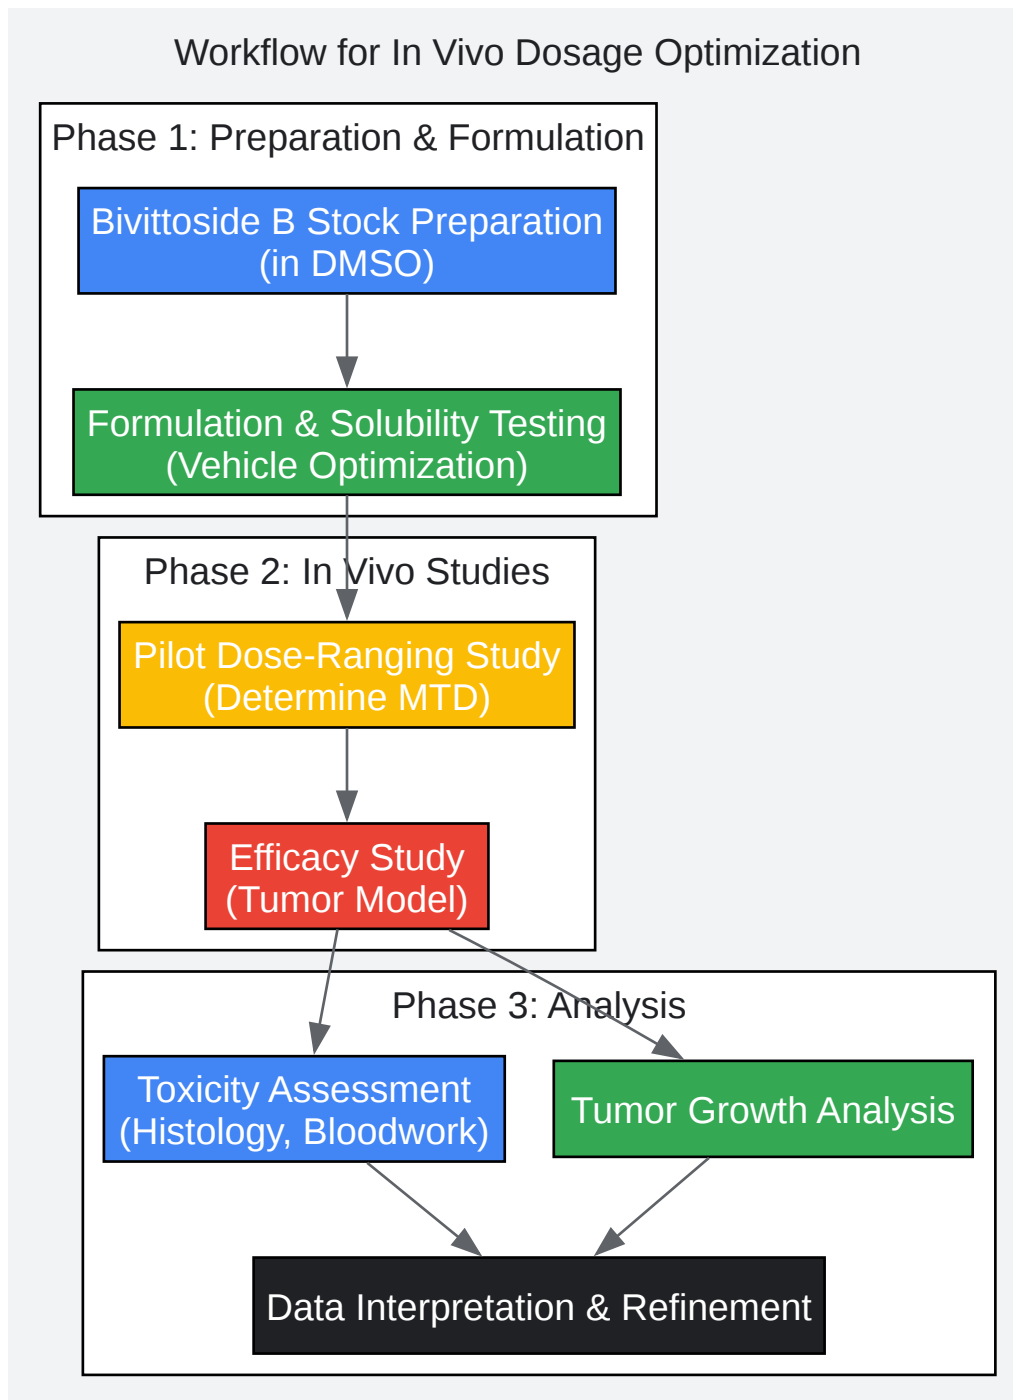 Workflow for In Vivo Dosage Optimization
Phase 1: Preparation & Formulation
Bivittoside B Stock Preparation
(in DMSO)
Formulation & Solubility Testing
(Vehicle Optimization)
Phase 2: In Vivo Studies
Pilot Dose-Ranging Study
(Determine MTD)
Efficacy Study
(Tumor Model)
Phase 3: Analysis
Toxicity Assessment
(Histology, Bloodwork)
Tumor Growth Analysis
Data Interpretation & Refinement